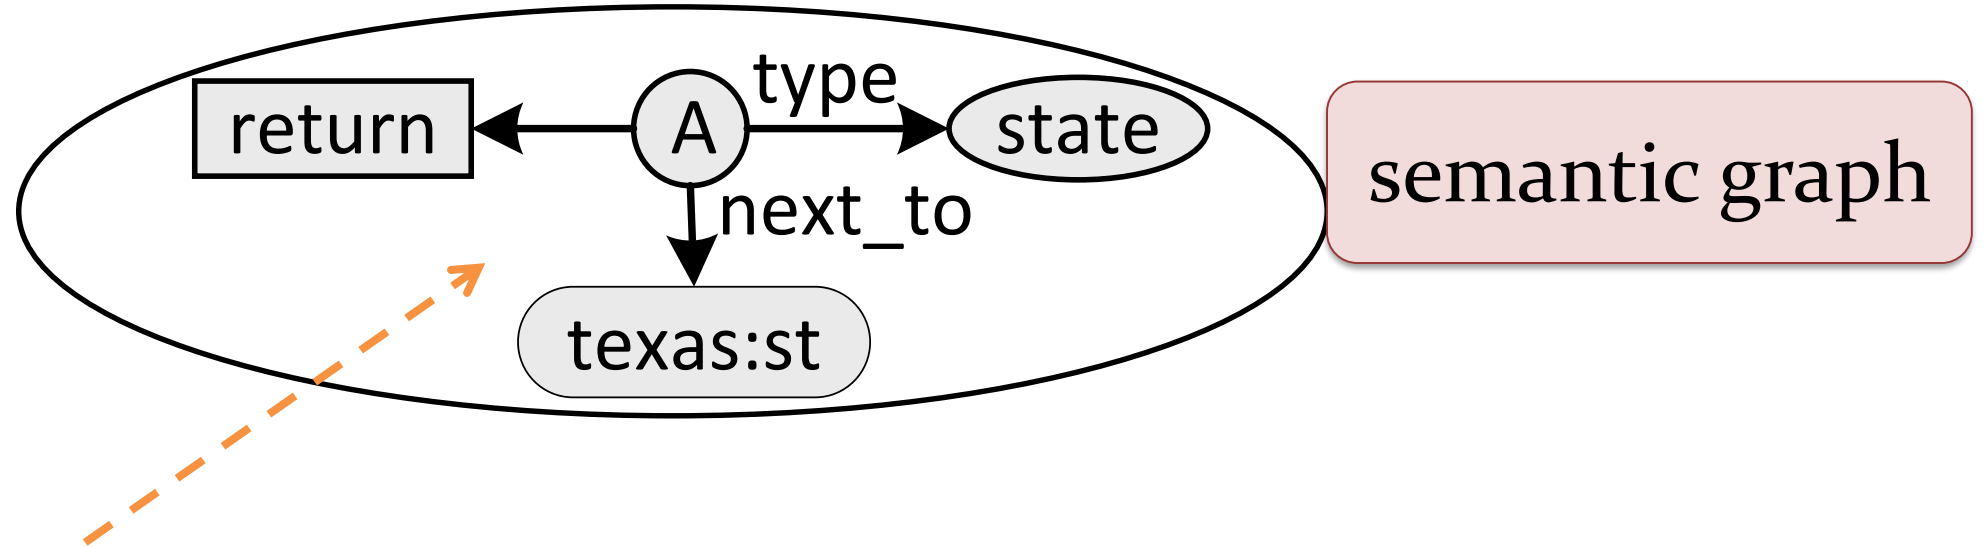 type
return
A
state
semantic graph
next_to
texas:st